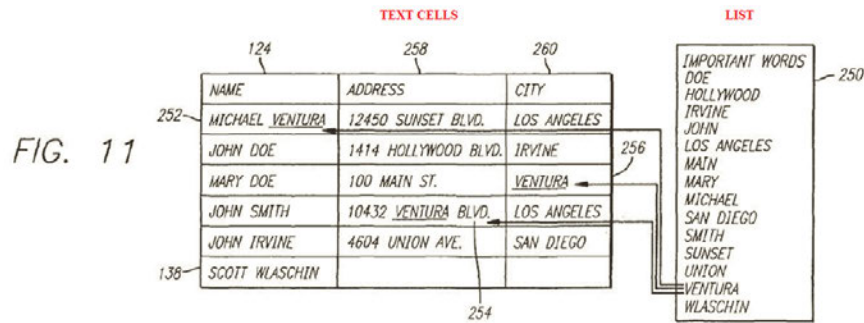 TEXT CELLS
LIST
124
258
260
NAME ADDRESS CITY
252 MICHAEL VENTURA 12450 SUNSET BLVD. LOS ANGELES
JOHN DOE 1414 HOLLYWOOD BLVD. IRVINE 256
FIG. 11
MARY DOE 100 MAIN ST. VENTURA
JOHN SMITH 10432 VENTURA BLVD. LOS ANGELES
JOHN IRVINE 4604 UNION AVE. SAN DIEGO
138 SCOTT WLASCHIN
254
IMPORTANT WORDS
250
DOE
HOLLYWOOD
IRVINE
JOHN
LOS ANGELES
MAIN
MARY
MICHAEL
SAN DIEGO
SMITH
SUNSET
UNION
VENTURA
WLASCHIN